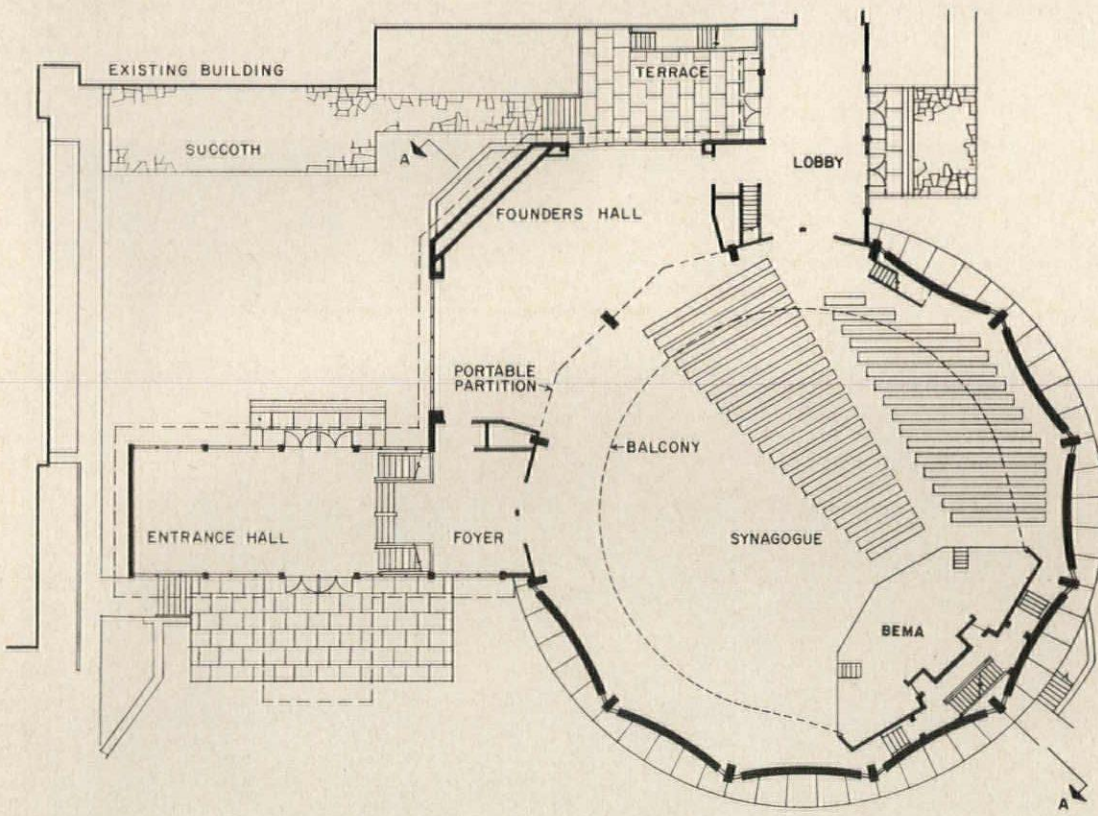 EXISTING BUILDING
TERRACE
SUCCOTH
A
LOBBY
FOUNDERS HALL
PORTABLE
PARTITION
BALCONY
ENTRANCE HALL
FOYER
SYNAGOGUE
BEMA
A